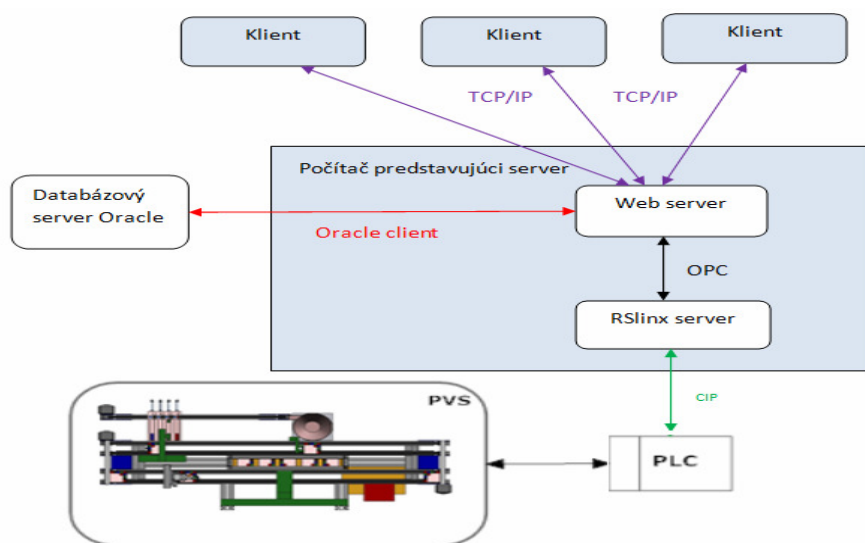 Klient
Klient
Klient
TCP/IP
TCP/IP
Počítač predstavujúci server
Databázový
server Oracle
Web server
Oracle client
OPC
RSlinx server
CIP
PVS
PLC